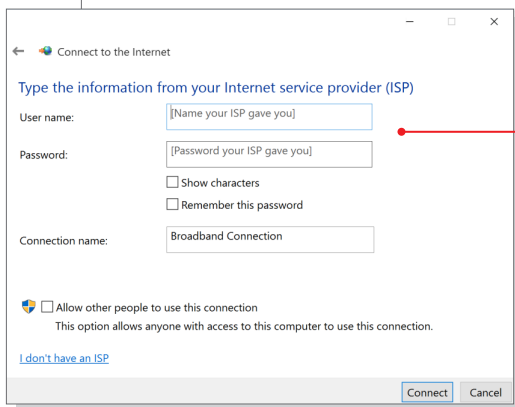 Connect to the Internet
Type the information from your Internet service provider (ISP)
User name:
[Name your ISP gave you]
Password:
[Password your ISP gave you]
Show characters
Remember this password
Connection name:
Broadband Connection
Allow other people to use this connection
This option allows anyone with access to this computer to use this connection.
I don't have an ISP
Connect
Cancel